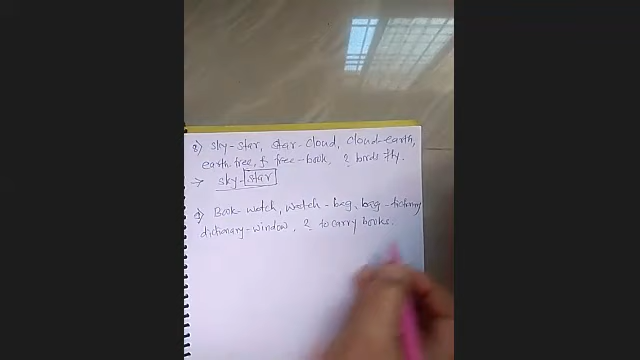 8) sky-star, star-cloud, cloud-earth,
earth-tree, & tree-book, ? birds fly.
→ sky-star
9) Book-watch, watch-bag, bag-dictionary
dictionary-window, ? to carry books.